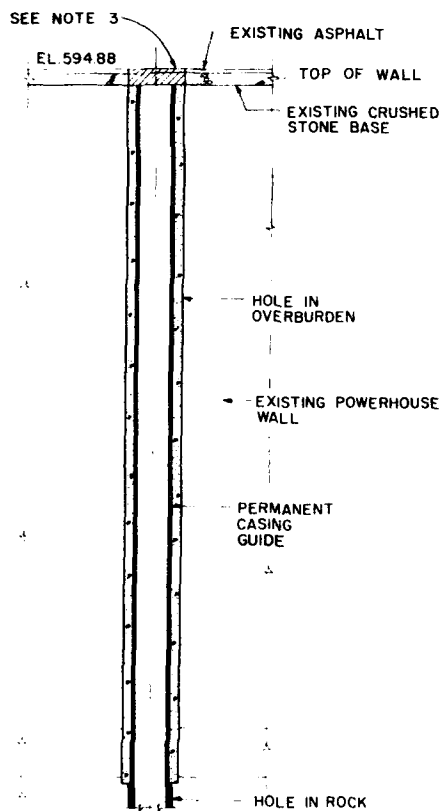 SEE NOTE 3
EXISTING ASPHALT
EL.594.88
TOP OF WALL
EXISTING CRUSHED
STONE BASE
HOLE IN
OVERBURDEN
EXISTING POWERHOUSE
WALL
PERMANENT
CASING
GUIDE
HOLE IN ROCK